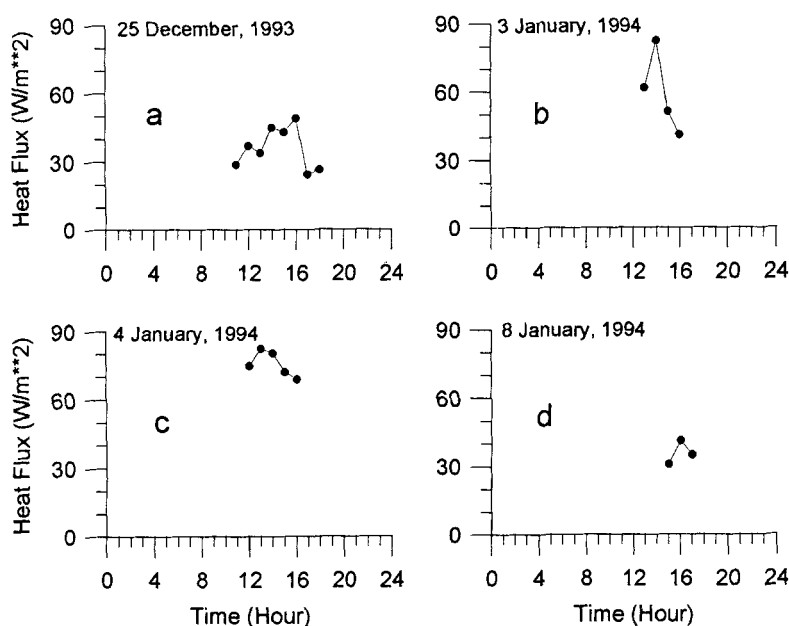 25 December, 1993
Heat Flux (W/m**2)
90
60
30
0
a
0 4 8 12 16 20 24
3 January, 1994
90
60
30
0
b
0 4 8 12 16 20 24
4 January, 1994
Heat Flux (W/m**2)
90
60
30
0
c
0 4 8 12 16 20 24
Time (Hour)
8 January, 1994
90
60
30
0
d
0 4 8 12 16 20 24
Time (Hour)